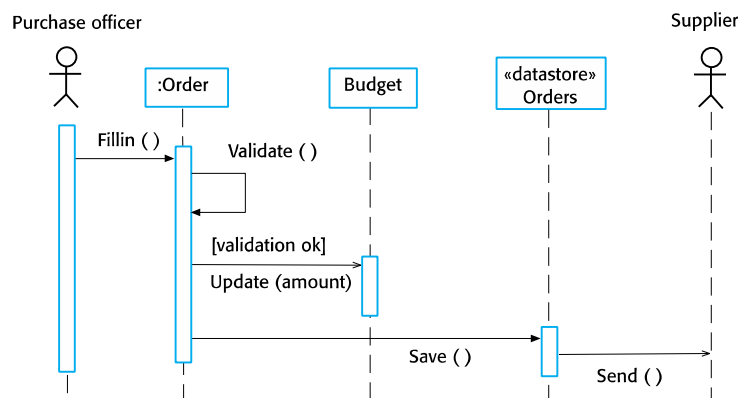 Purchase officer
Supplier
:Order
Budget
«datastore»
Orders
Fillin ( )
Validate ( )
[validation ok]
Update (amount)
Save ( )
Send ( )